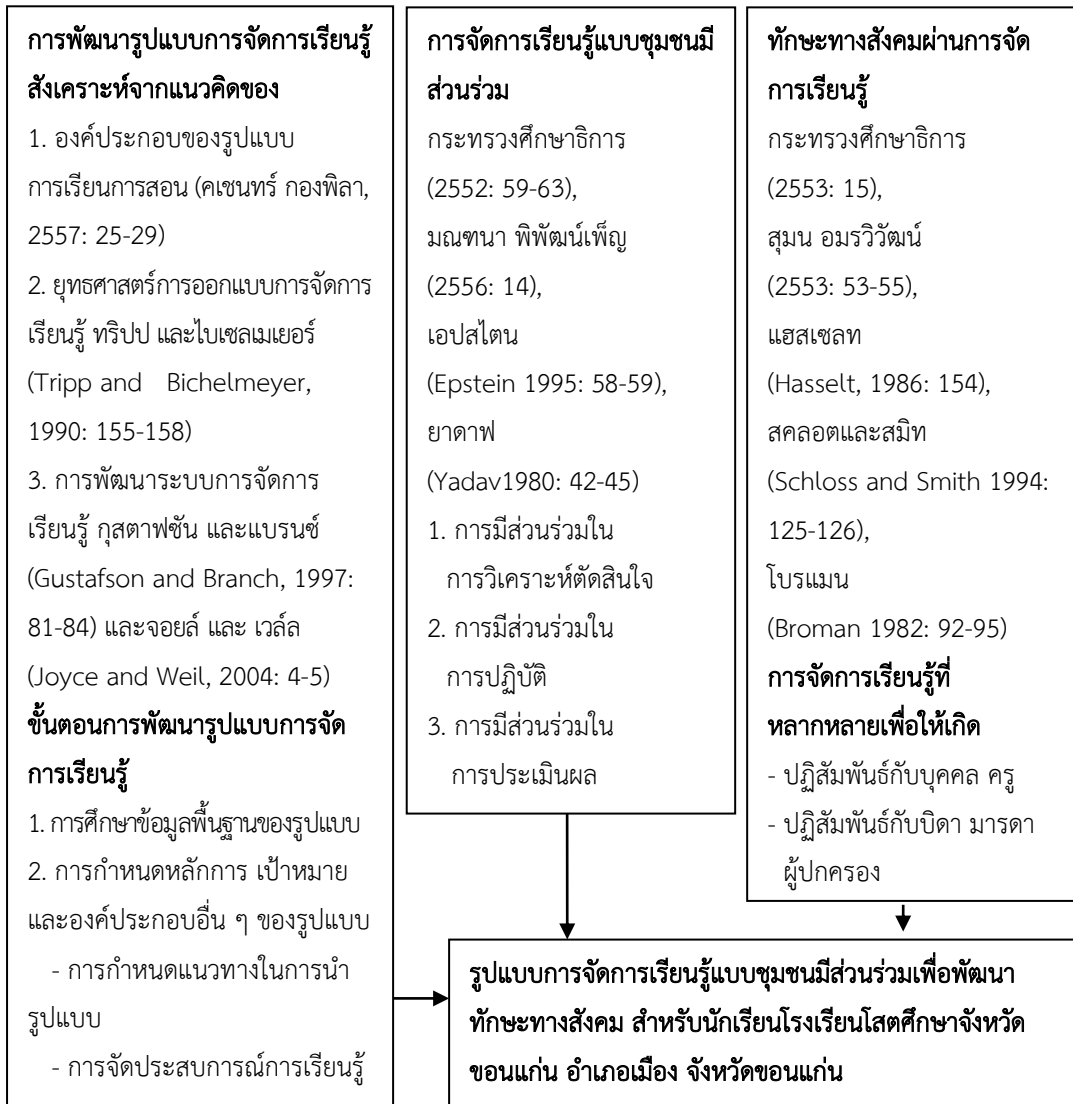 การพัฒนารูปแบบการจัดการเรียนรู้
สังเคราะห์จากแนวคิดของ
1. องค์ประกอบของรูปแบบ
การเรียนการสอน (คเชนทร์ กองพิลา,
2557: 25-29)
2. ยุทธศาสตร์การออกแบบการจัดการ
เรียนรู้ ทริปป และไบเซลเมเยอร์
(Tripp and Bichelmeyer,
1990: 155-158)
3. การพัฒนาระบบการจัดการ
เรียนรู้ กุสตาฟซัน และแบรนซ์
(Gustafson and Branch, 1997:
81-84) และจอยล์ และ เวล์ล
(Joyce and Weil, 2004: 4-5)
ขั้นตอนการพัฒนารูปแบบการจัด
การเรียนรู้
1. การศึกษาข้อมูลพื้นฐานของรูปแบบ
2. การกำหนดหลักการ เป้าหมาย
และองค์ประกอบอื่น ๆ ของรูปแบบ
- การกำหนดแนวทางในการนำ
รูปแบบ
- การจัดประสบการณ์การเรียนรู้
การจัดการเรียนรู้แบบชุมชนมี
ส่วนร่วม
กระทรวงศึกษาธิการ
(2552: 59-63),
มณฑนา พิพัฒน์เพ็ญ
(2556: 14),
เอปสไตน
(Epstein 1995: 58-59),
ยาดาฟ
(Yadav1980: 42-45)
1. การมีส่วนร่วมใน
การวิเคราะห์ตัดสินใจ
2. การมีส่วนร่วมใน
การปฏิบัติ
3. การมีส่วนร่วมใน
การประเมินผล
ทักษะทางสังคมผ่านการจัด
การเรียนรู้
กระทรวงศึกษาธิการ
(2553: 15),
สุมน อมรวิวัฒน์
(2553: 53-55),
แฮสเซลท
(Hasselt, 1986: 154),
สคลอตและสมิท
(Schloss and Smith 1994:
125-126),
โบรแมน
(Broman 1982: 92-95)
การจัดการเรียนรู้ที่
หลากหลายเพื่อให้เกิด
- ปฏิสัมพันธ์กับบุคคล ครู
- ปฏิสัมพันธ์กับบิดา มารดา
ผู้ปกครอง
รูปแบบการจัดการเรียนรู้แบบชุมชนมีส่วนร่วมเพื่อพัฒนา
ทักษะทางสังคม สำหรับนักเรียนโรงเรียนโสตศึกษาจังหวัด
ขอนแก่น อำเภอเมือง จังหวัดขอนแก่น